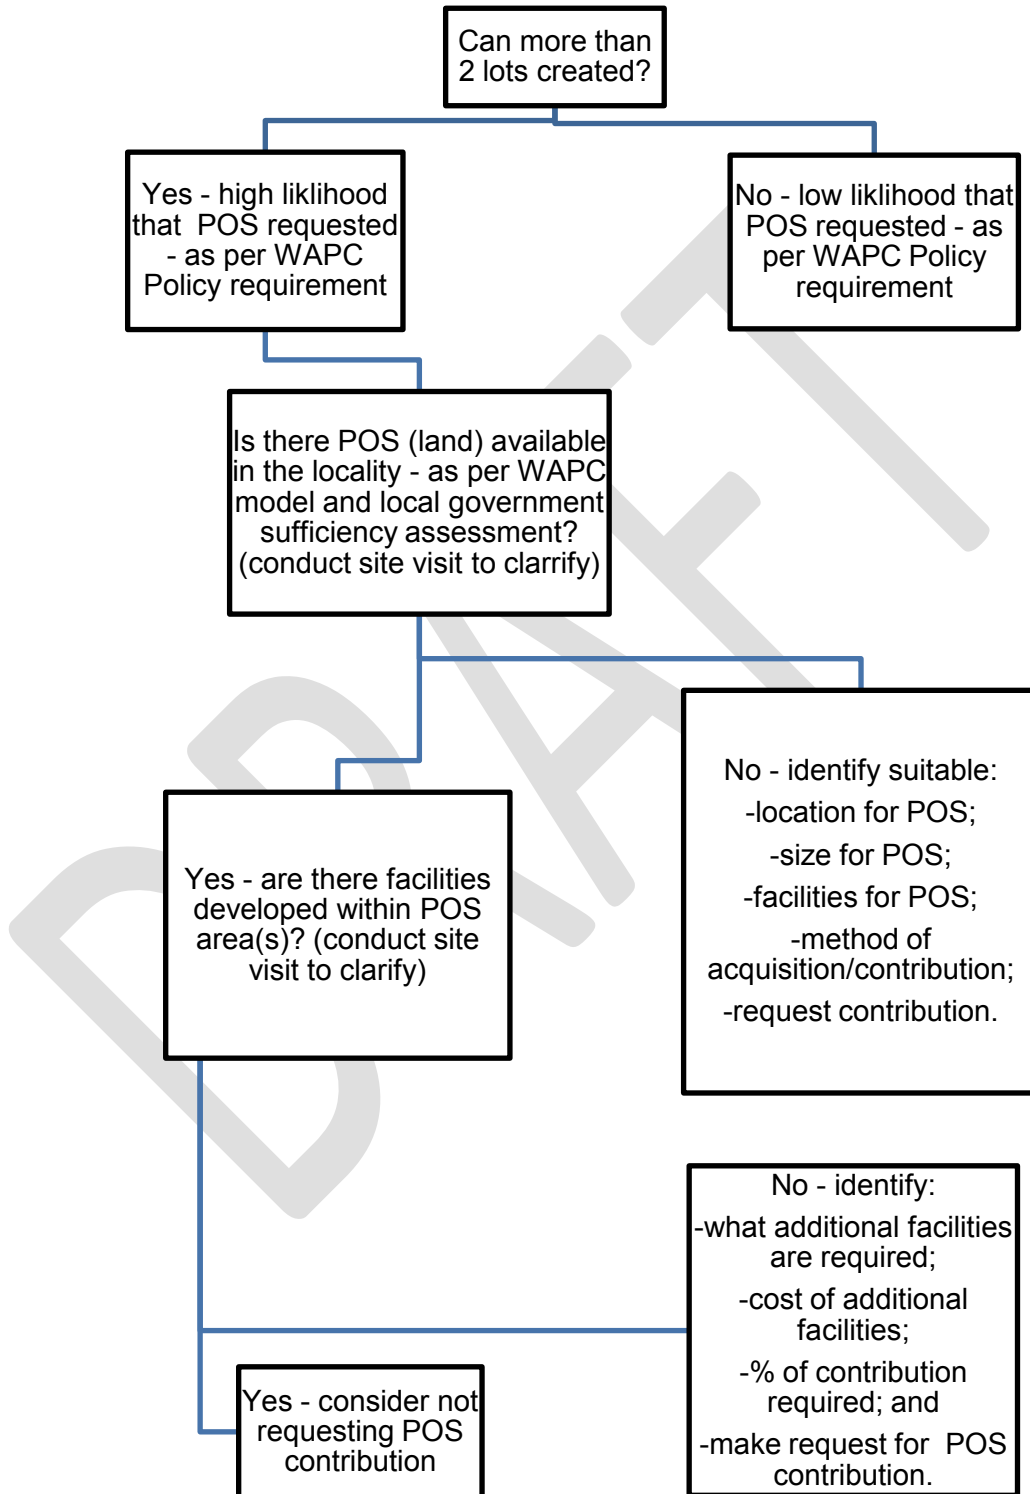 Can more than
2 lots created?
Yes - high liklihood
that  POS requested
- as per WAPC
Policy requirement
No - low liklihood that
POS requested - as
per WAPC Policy
requirement
Is there POS (land) available
in the locality - as per WAPC
model and local government
sufficiency assessment?
(conduct site visit to clarrify)
Yes - are there facilities
developed within POS
area(s)? (conduct site
visit to clarify)
No - identify suitable:
-location for POS;
-size for POS;
-facilities for POS;
-method of
acquisition/contribution;
-request contribution.
No - identify:
-what additional facilities
are required;
-cost of additional
facilities;
-% of contribution
required; and
-make request for  POS
contribution.
Yes - consider not
requesting POS
contribution
DRAFT